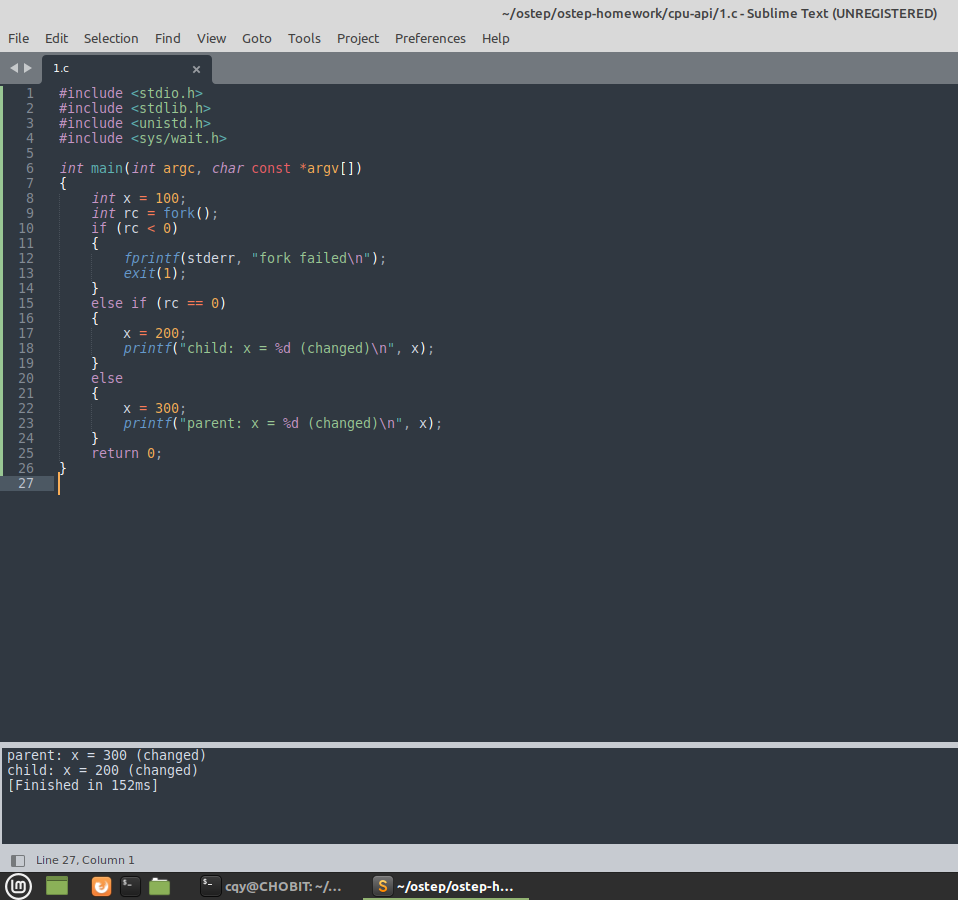 ~/ostep/ostep-homework/cpu-api/1.c - Sublime Text (UNREGISTERED)
File Edit Selection Find View Goto Tools Project Preferences Help
1.c ×
1 #include <stdio.h>
2 #include <stdlib.h>
3 #include <unistd.h>
4 #include <sys/wait.h>
5
6 int main(int argc, char const *argv[])
7 {
8     int x = 100;
9     int rc = fork();
10     if (rc < 0)
11     {
12         fprintf(stderr, "fork failed\n");
13         exit(1);
14     }
15     else if (rc == 0)
16     {
17         x = 200;
18         printf("child: x = %d (changed)\n", x);
19     }
20     else
21     {
22         x = 300;
23         printf("parent: x = %d (changed)\n", x);
24     }
25     return 0;
26 }
27
parent: x = 300 (changed)
child: x = 200 (changed)
[Finished in 152ms]
Line 27, Column 1
lm $_ $_ cqy@CHOBIT: ~/... S ~/ostep/ostep-h...